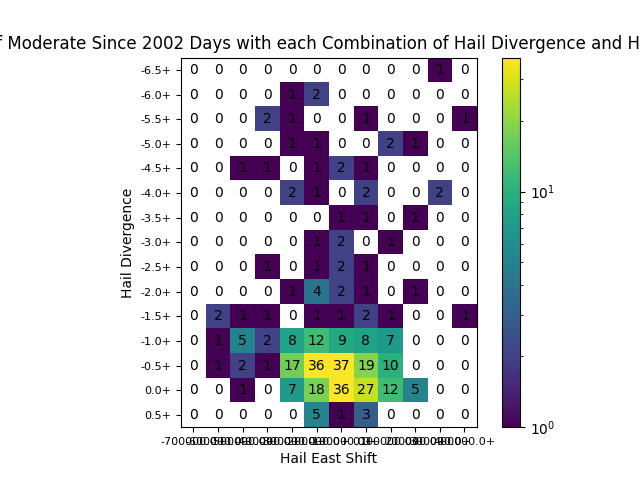 f Moderate Since 2002 Days with each Combination of Hail Divergence and H
-6.5+ 0 0 0 0 0 0 0 0 0 0 1 0
-6.0+ 0 0 0 0 1 2 0 0 0 0 0 0
-5.5+ 0 0 0 2 1 0 0 1 0 0 0 1
-5.0+ 0 0 0 0 1 1 0 0 2 1 0 0
-4.5+ 0 0 1 1 0 1 2 1 0 0 0 0
-4.0+ 0 0 0 0 2 1 0 2 0 0 2 0
-3.5+ 0 0 0 0 0 0 1 1 0 1 0 0
-3.0+ 0 0 0 0 0 1 2 0 1 0 0 0
-2.5+ 0 0 0 1 0 1 2 1 0 0 0 0
-2.0+ 0 0 0 0 1 4 2 1 0 1 0 0
-1.5+ 0 2 1 1 0 1 1 2 1 0 0 1
-1.0+ 0 1 5 2 8 12 9 8 7 0 0 0
-0.5+ 0 1 2 1 17 36 37 19 10 0 0 0
0.0+ 0 0 1 0 7 18 36 27 12 5 0 0
0.5+ 0 0 0 0 0 5 1 3 0 0 0 0
Hail Divergence
Hail East Shift
10¹
10⁰